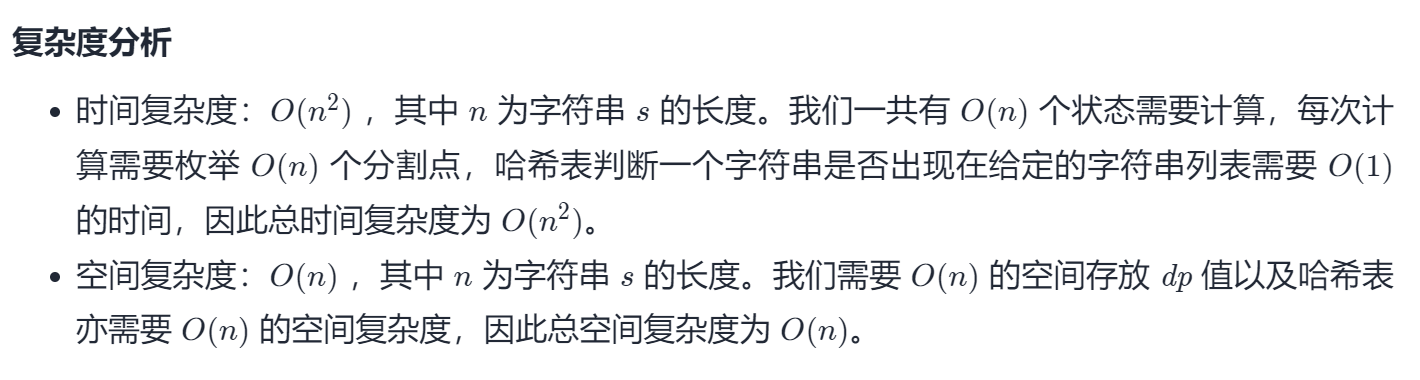 复杂度分析
• 时间复杂度：O(n²) ，其中 n 为字符串 s 的长度。我们一共有 O(n) 个状态需要计算，每次计
算需要枚举 O(n) 个分割点，哈希表判断一个字符串是否出现在给定的字符串列表需要 O(1)
的时间，因此总时间复杂度为 O(n²)。
• 空间复杂度：O(n) ，其中 n 为字符串 s 的长度。我们需要 O(n) 的空间存放 dp 值以及哈希表
亦需要 O(n) 的空间复杂度，因此总空间复杂度为 O(n)。